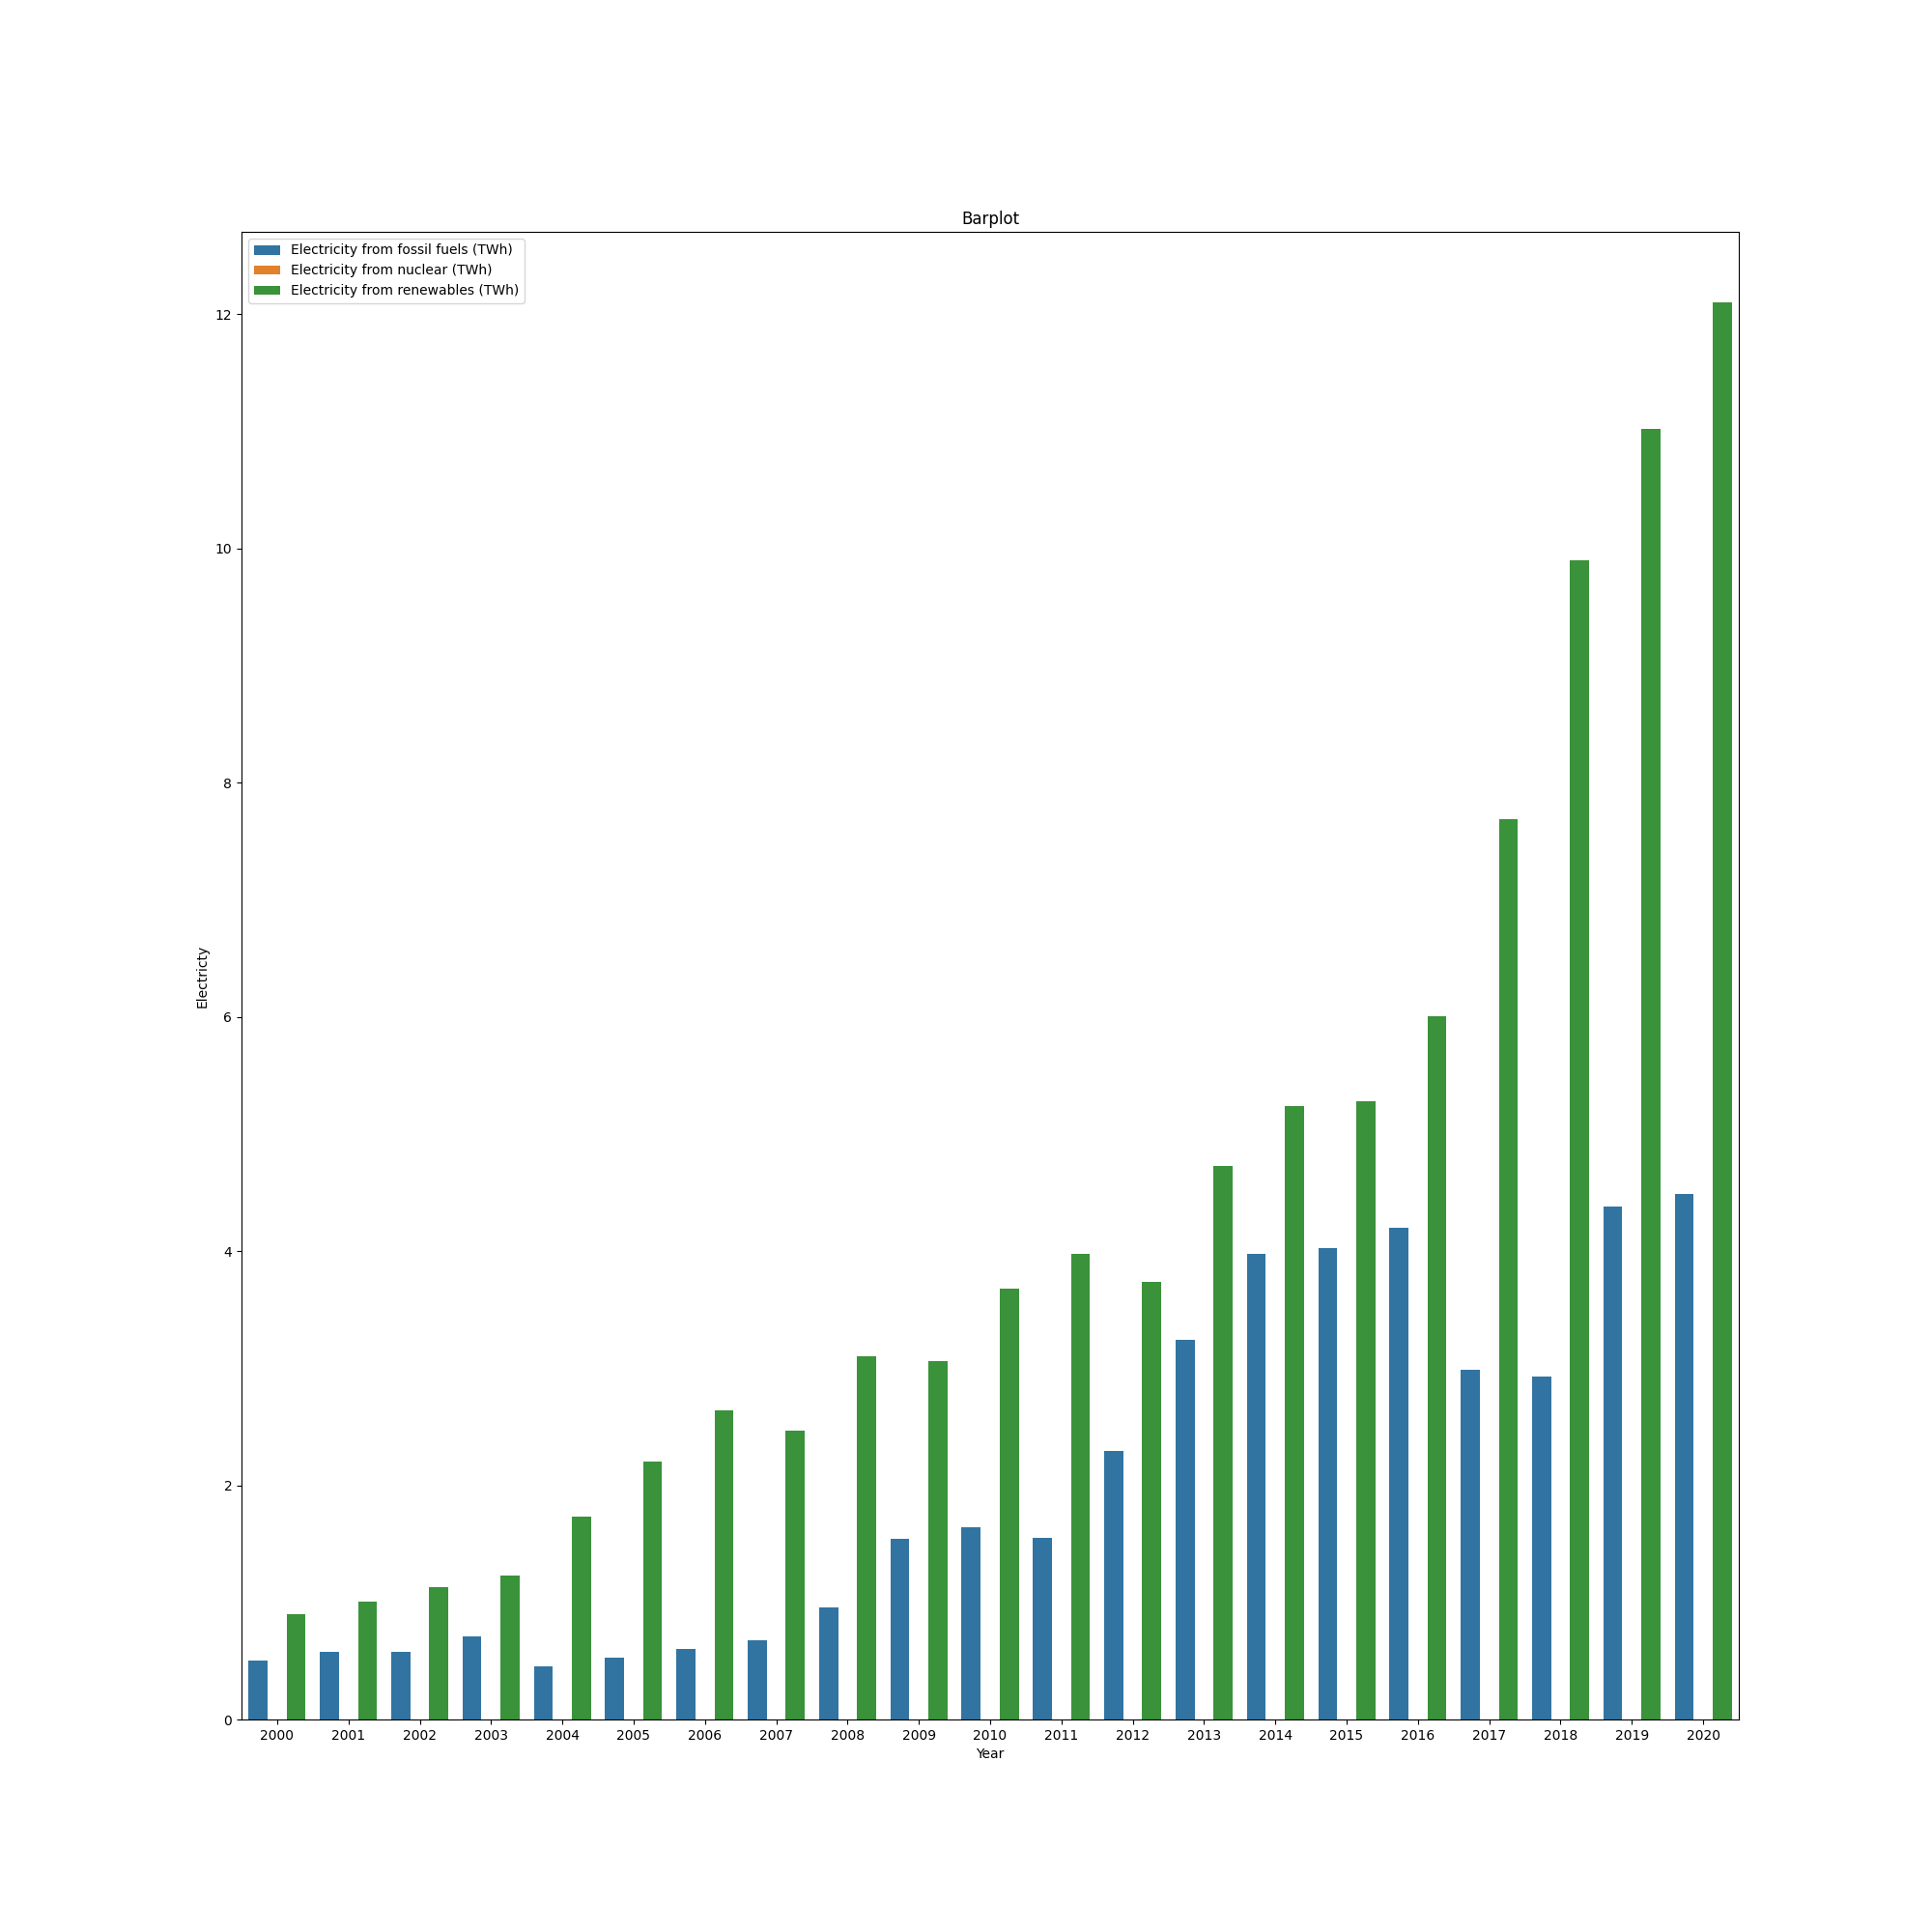 Barplot
Electricity from fossil fuels (TWh)
Electricity from nuclear (TWh)
Electricity from renewables (TWh)
12
10
8
6
4
2
0
Electricty
2000 2001 2002 2003 2004 2005 2006 2007 2008 2009 2010 2011 2012 2013 2014 2015 2016 2017 2018 2019 2020
Year